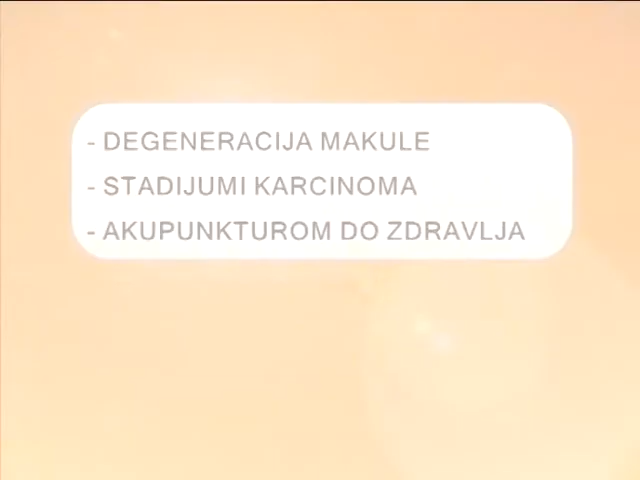 - DEGENERACIJA MAKULE
- STADIJUMI KARCINOMA
- AKUPUNKTUROM DO ZDRAVLJA